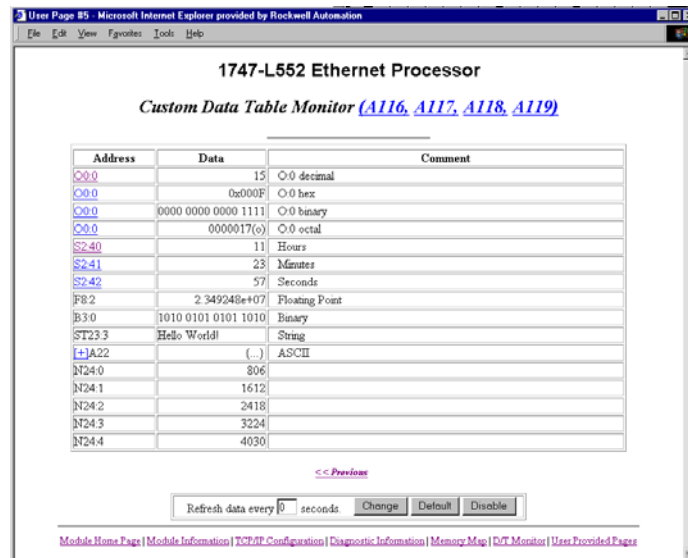 User Page #5 - Microsoft Internet Explorer provided by Rockwell Automation
File Edit View Favorites Tools Help
1747-L552 Ethernet Processor
Custom Data Table Monitor (A116, A117, A118, A119)
Address Data Comment
O0:0 15 O:0 decimal
O0:0 0x000F O:0 hex
O0:0 0000 0000 0000 1111 O:0 binary
O0:0 0000017(o) O:0 octal
S2:40 11 Hours
S2:41 23 Minutes
S2:42 57 Seconds
F8:2 2.349248e+07 Floating Point
B3:0 1010 0101 0101 1010 Binary
ST23:3 Hello World! String
[+]A22 (...) ASCII
N24:0 806
N24:1 1612
N24:2 2418
N24:3 3224
N24:4 4030
<< Previous
Refresh data every 0 seconds. Change Default Disable
Module Home Page | Module Information | TCP/IP Configuration | Diagnostic Information | Memory Map | D/T Monitor | User Provided Pages